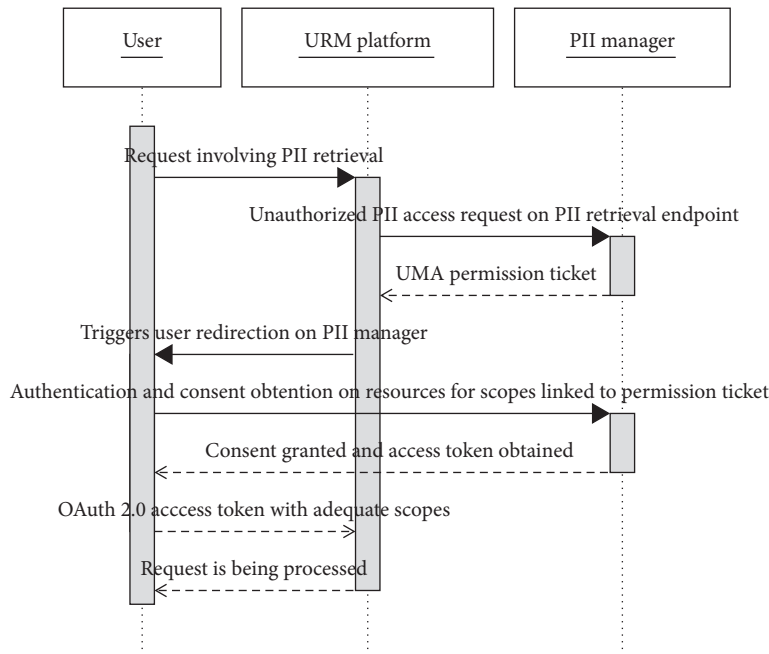 User
URM platform
PII manager
Request involving PII retrieval
Unauthorized PII access request on PII retrieval endpoint
UMA permission ticket
Triggers user redirection on PII manager
Authentication and consent obtention on resources for scopes linked to permission ticket
Consent granted and access token obtained
OAuth 2.0 acccess token with adequate scopes
Request is being processed